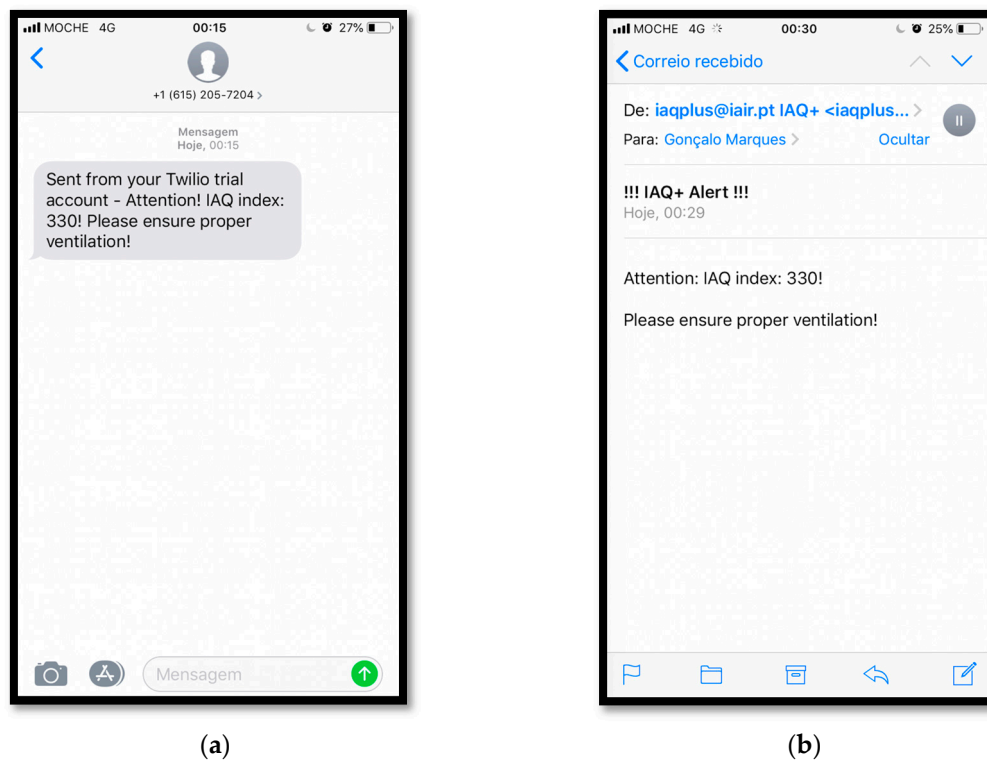 MOCHE 4G 00:15 27%
+1 (615) 205-7204
Mensagem
Hoje, 00:15
Sent from your Twilio trial
account - Attention! IAQ index:
330! Please ensure proper
ventilation!
Mensagem
(a)
MOCHE 4G 00:30 25%
Correio recebido
De: iaqplus@iair.pt IAQ+ <iaqplus...
Para: Gonçalo Marques Ocultar
!!! IAQ+ Alert !!!
Hoje, 00:29
Attention: IAQ index: 330!
Please ensure proper ventilation!
(b)